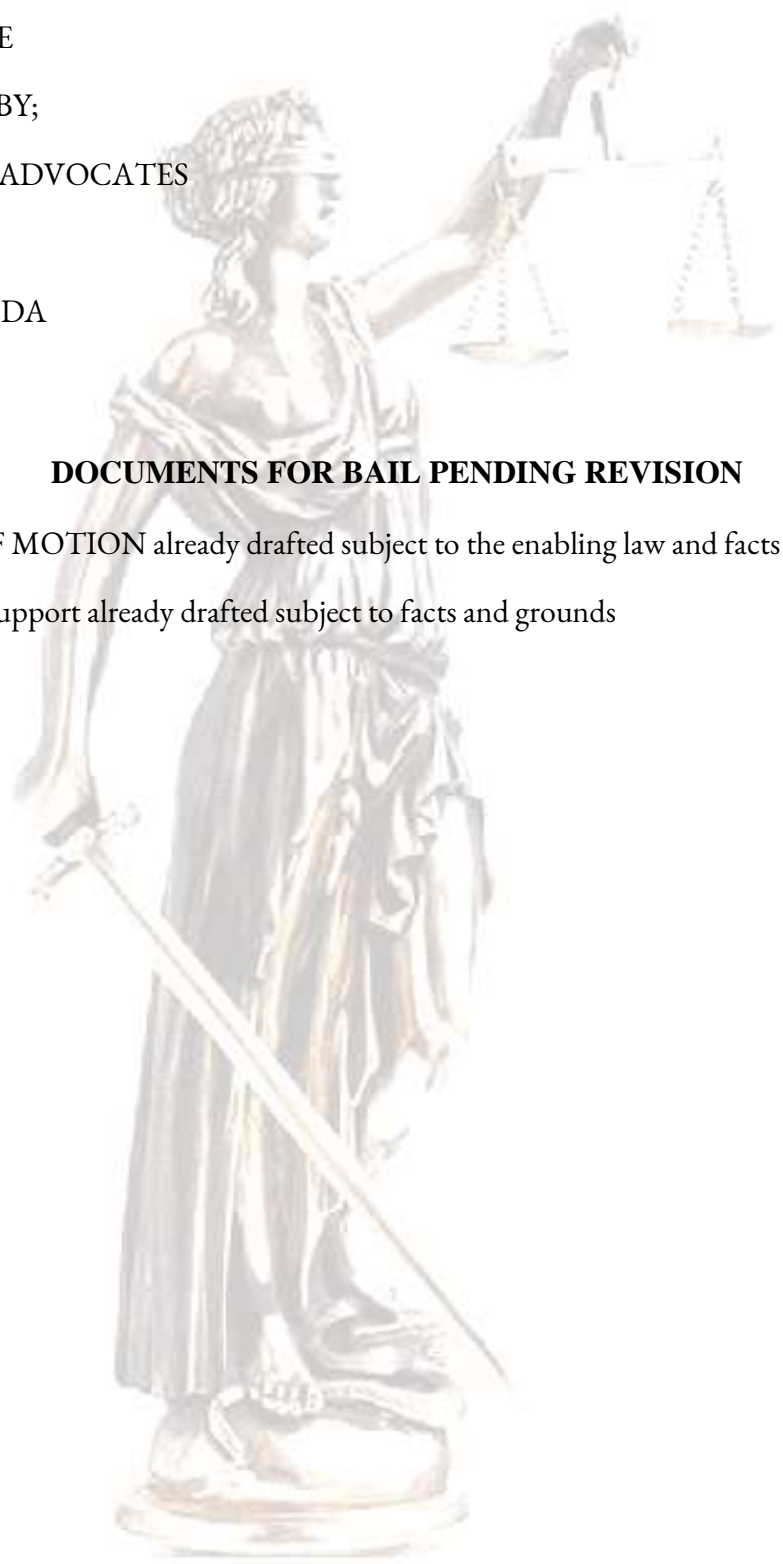 E
BY;
ADVOCATES
DA
DOCUMENTS FOR BAIL PENDING REVISION
F MOTION already drafted subject to the enabling law and facts
upport already drafted subject to facts and grounds